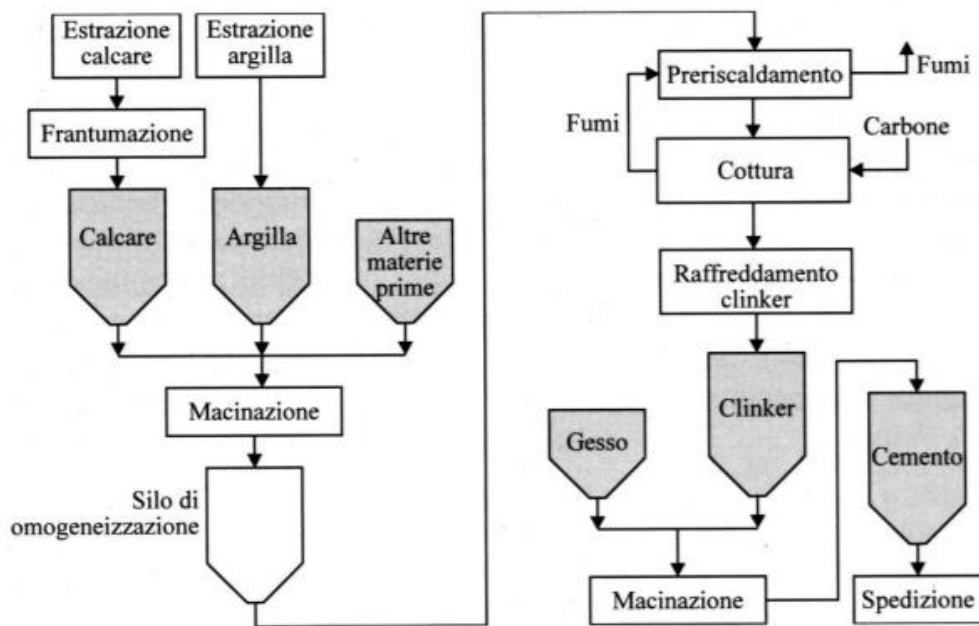 Estrazione
calcare
Estrazione
argilla
Frantumazione
Calcare
Argilla
Altre
materie
prime
Macinazione
Silo di
omogeneizzazione
Preriscaldamento
Fumi
Fumi
Carbone
Cottura
Raffreddamento
clinker
Clinker
Gesso
Cemento
Macinazione
Spedizione